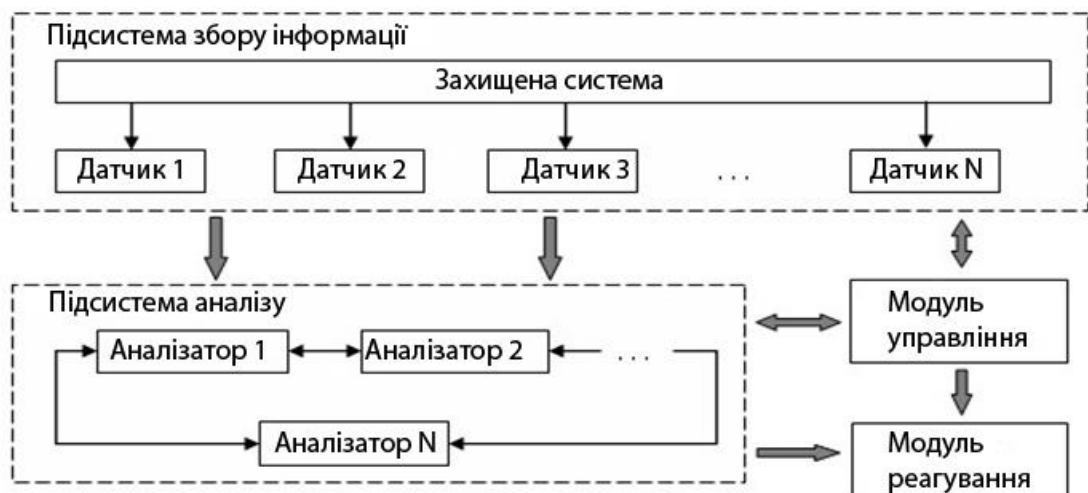 Підсистема збору інформації
Захищена система
Датчик 1
Датчик 2
Датчик 3
. . .
Датчик N
Підсистема аналізу
Аналізатор 1
Аналізатор 2
. . .
Аналізатор N
Модуль
управління
Модуль
реагування